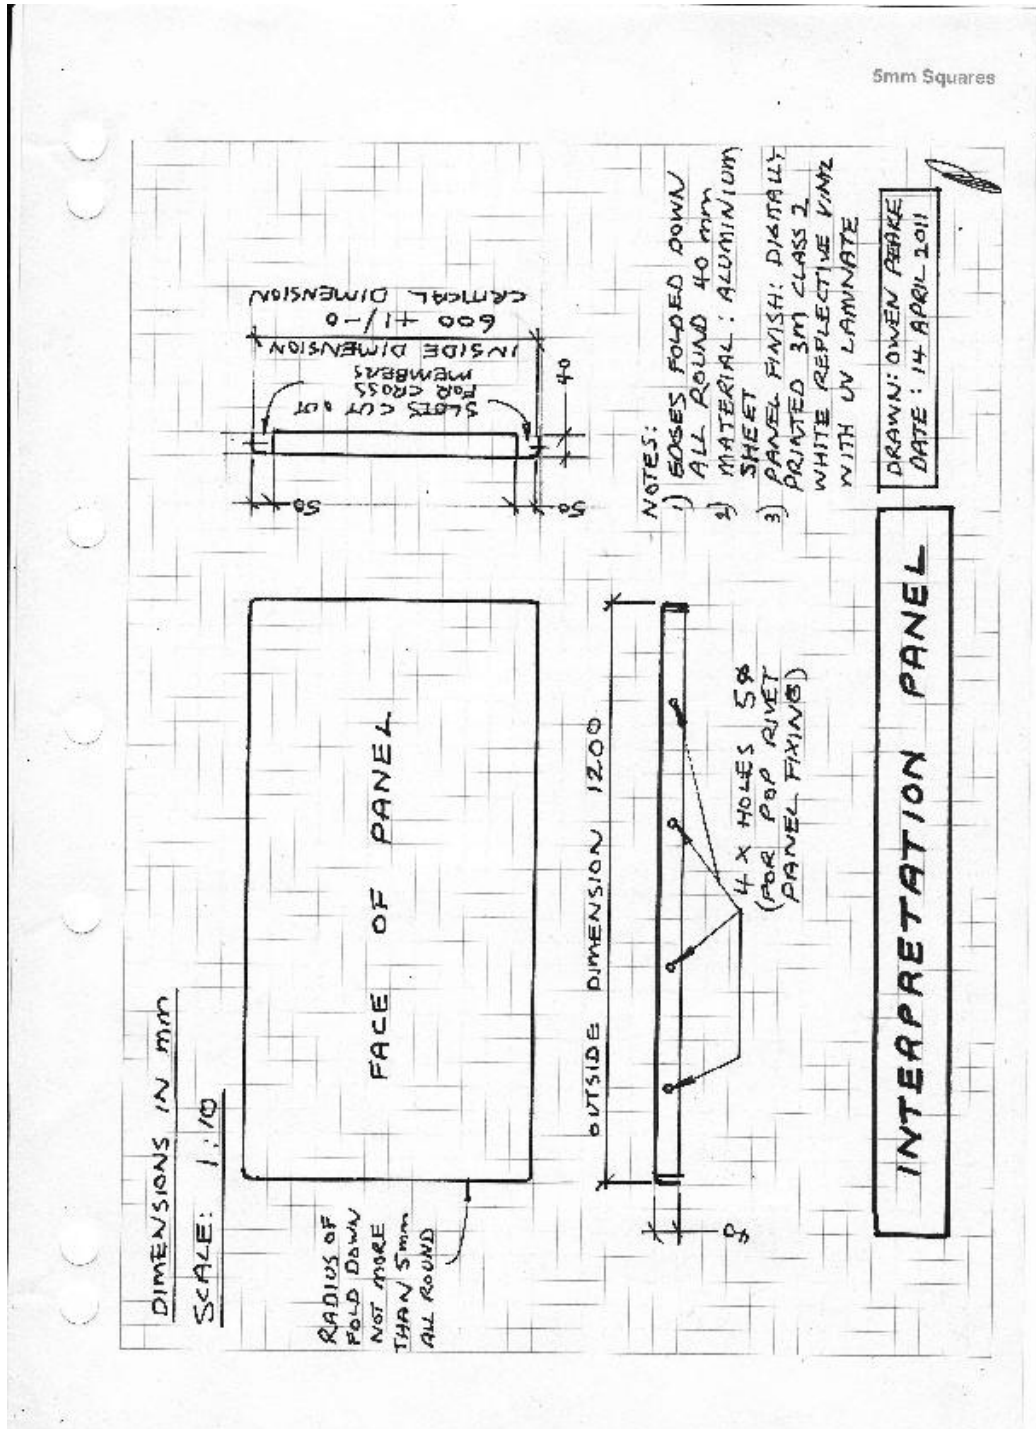 5mm Squares
DIMENSIONS IN mm
SCALE: 1:10
RADIUS OF
FOLD DOWN
NOT MORE
THAN 5mm
ALL ROUND
FACE OF PANEL
50
50
SLOTS CUT OUT
FOR CROSS
MEMBERS
INSIDE DIMENSION
600 +1/-0
CRITICAL DIMENSION
40
OUTSIDE DIMENSION 1200
4 X HOLES 5ø
(FOR POP RIVET
PANEL FIXING)
NOTES:
1) EDGES FOLDED DOWN
ALL ROUND 40 mm
2) MATERIAL: ALUMINIUM
SHEET
3) PANEL FINISH: DIGITALLY
PRINTED 3M CLASS 2
WHITE REFLECTIVE VINYL
WITH UV LAMINATE
INTERPRETATION PANEL
DRAWN: OWEN PEAKE
DATE: 14 APRIL 2011